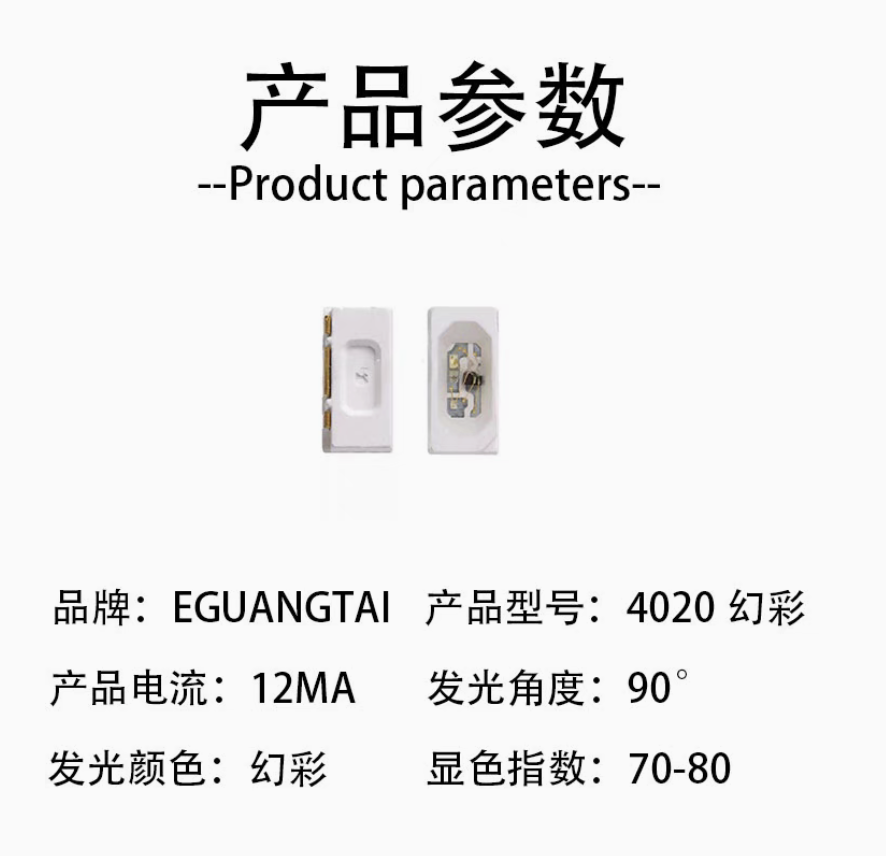 产品参数
--Product parameters--
品牌：EGUANGTAI 产品型号：4020 幻彩
产品电流：12MA 发光角度：90°
发光颜色：幻彩 显色指数：70-80